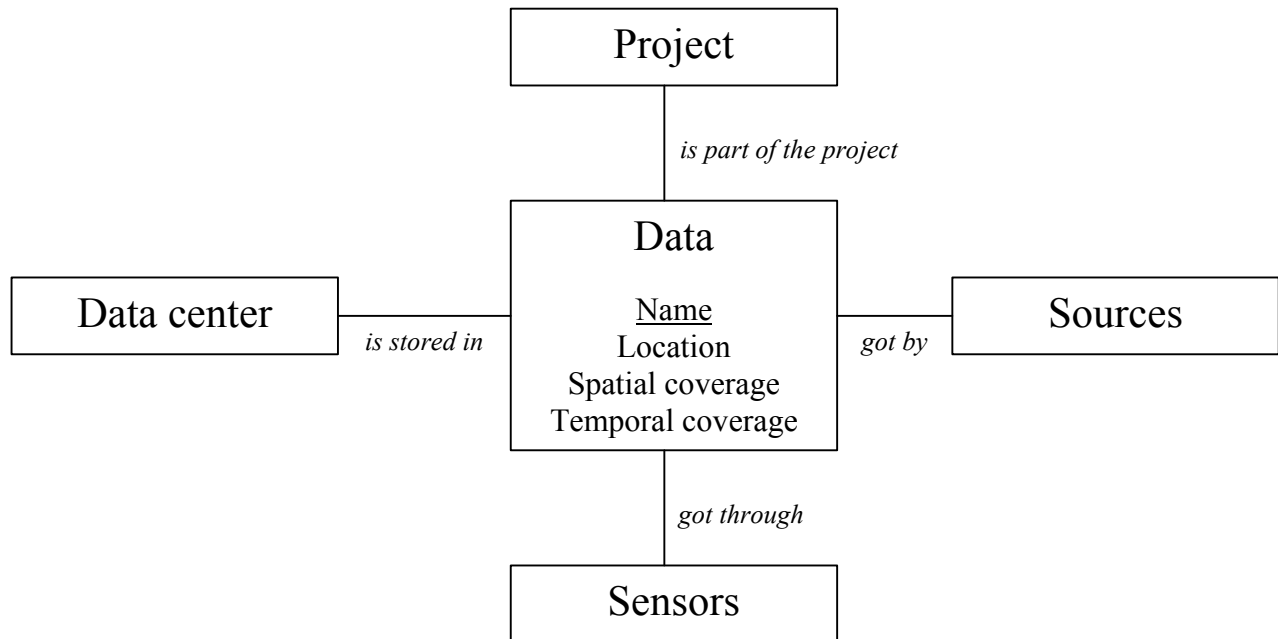 Project
is part of the project
Data
Name
Location
Spatial coverage
Temporal coverage
Data center
is stored in
got by
Sources
got through
Sensors